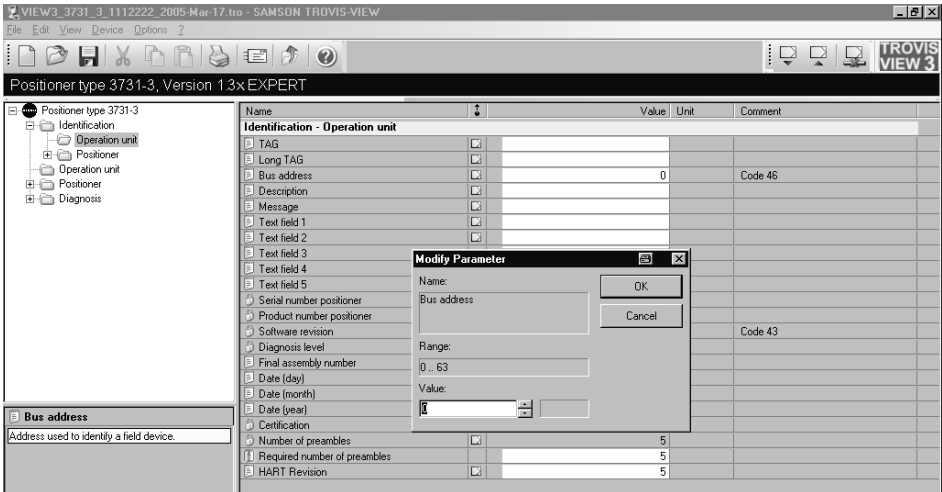 VIEW3_3731_3_1112222_2005-Mar-17.tro - SAMSON TROVIS-VIEW
File Edit View Device Options ?
TROVIS
VIEW 3
Positioner type 3731-3, Version 1.3x EXPERT
Positioner type 3731-3
Identification
Operation unit
Positioner
Operation unit
Positioner
Diagnosis
Bus address
Address used to identify a field device.
Name Value Unit Comment
Identification - Operation unit
TAG
Long TAG
Bus address 0 Code 46
Description
Message
Text field 1
Text field 2
Text field 3
Text field 4
Text field 5
Serial number positioner
Product number positioner
Software revision Code 43
Diagnosis level
Final assembly number
Date (day)
Date (month)
Date (year)
Certification
Number of preambles 5
Required number of preambles 5
HART Revision 5
Modify Parameter
Name:
Bus address
Range:
0 .. 63
Value:
0
OK
Cancel